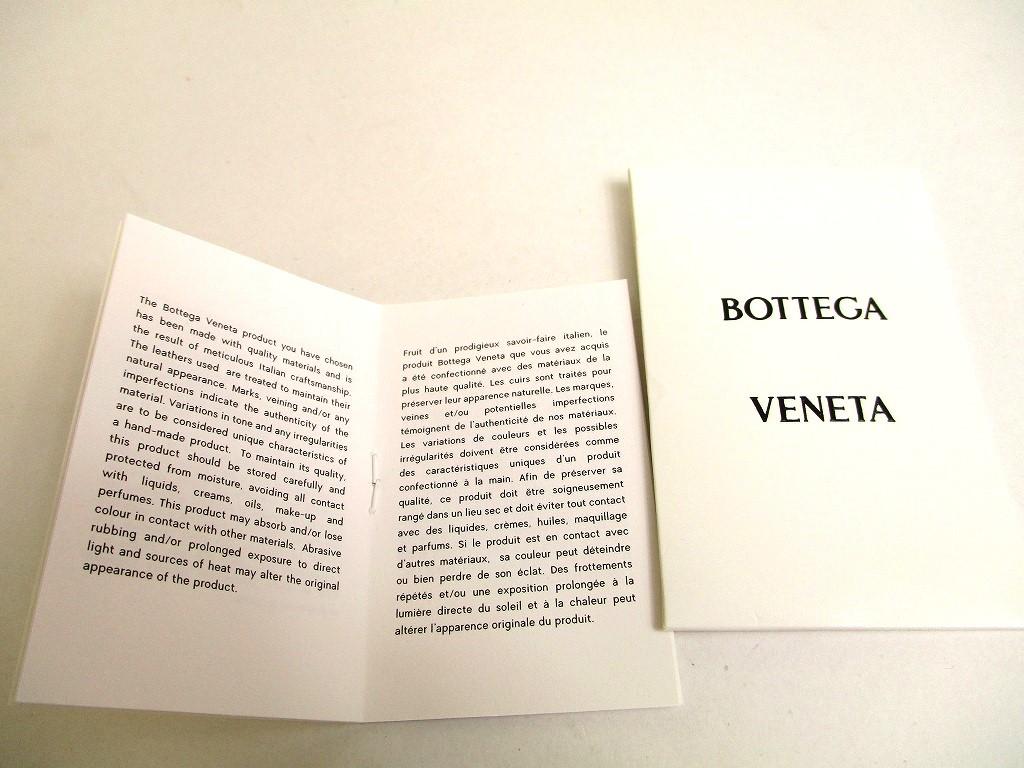 The Bottega Veneta product you have chosen
has been made with quality materials and is
the result of meticulous Italian craftsmanship.
The leathers used are treated to maintain their
natural appearance. Marks, veining and/or any
imperfections indicate the authenticity of the
material. Variations in tone and any irregularities
are to be considered unique characteristics of
a hand-made product. To maintain its quality,
this product should be stored carefully and
protected from moisture, avoiding all contact
with liquids, creams, oils, make-up and
perfumes. This product may absorb and/or lose
colour in contact with other materials. Abrasive
rubbing and/or prolonged exposure to direct
light and sources of heat may alter the original
appearance of the product.
Fruit d'un prodigieux savoir-faire italien, le
produit Bottega Veneta que vous avez acquis
a été confectionné avec des matériaux de la
plus haute qualité. Les cuirs sont traités pour
préserver leur apparence naturelle. Les marques,
veines et/ou potentielles imperfections
témoignent de l'authenticité de nos matériaux.
Les variations de couleurs et les possibles
irrégularités doivent être considérées comme
des caractéristiques uniques d'un produit
confectionné à la main. Afin de préserver sa
qualité, ce produit doit être soigneusement
rangé dans un lieu sec et doit éviter tout contact
avec des liquides, crèmes, huiles, maquillage
et parfums. Si le produit est en contact avec
d'autres matériaux, sa couleur peut déteindre
ou bien perdre de son éclat. Des frottements
répétés et/ou une exposition prolongée à la
lumière directe du soleil et à la chaleur peut
altérer l'apparence originale du produit.
BOTTEGA
VENETA